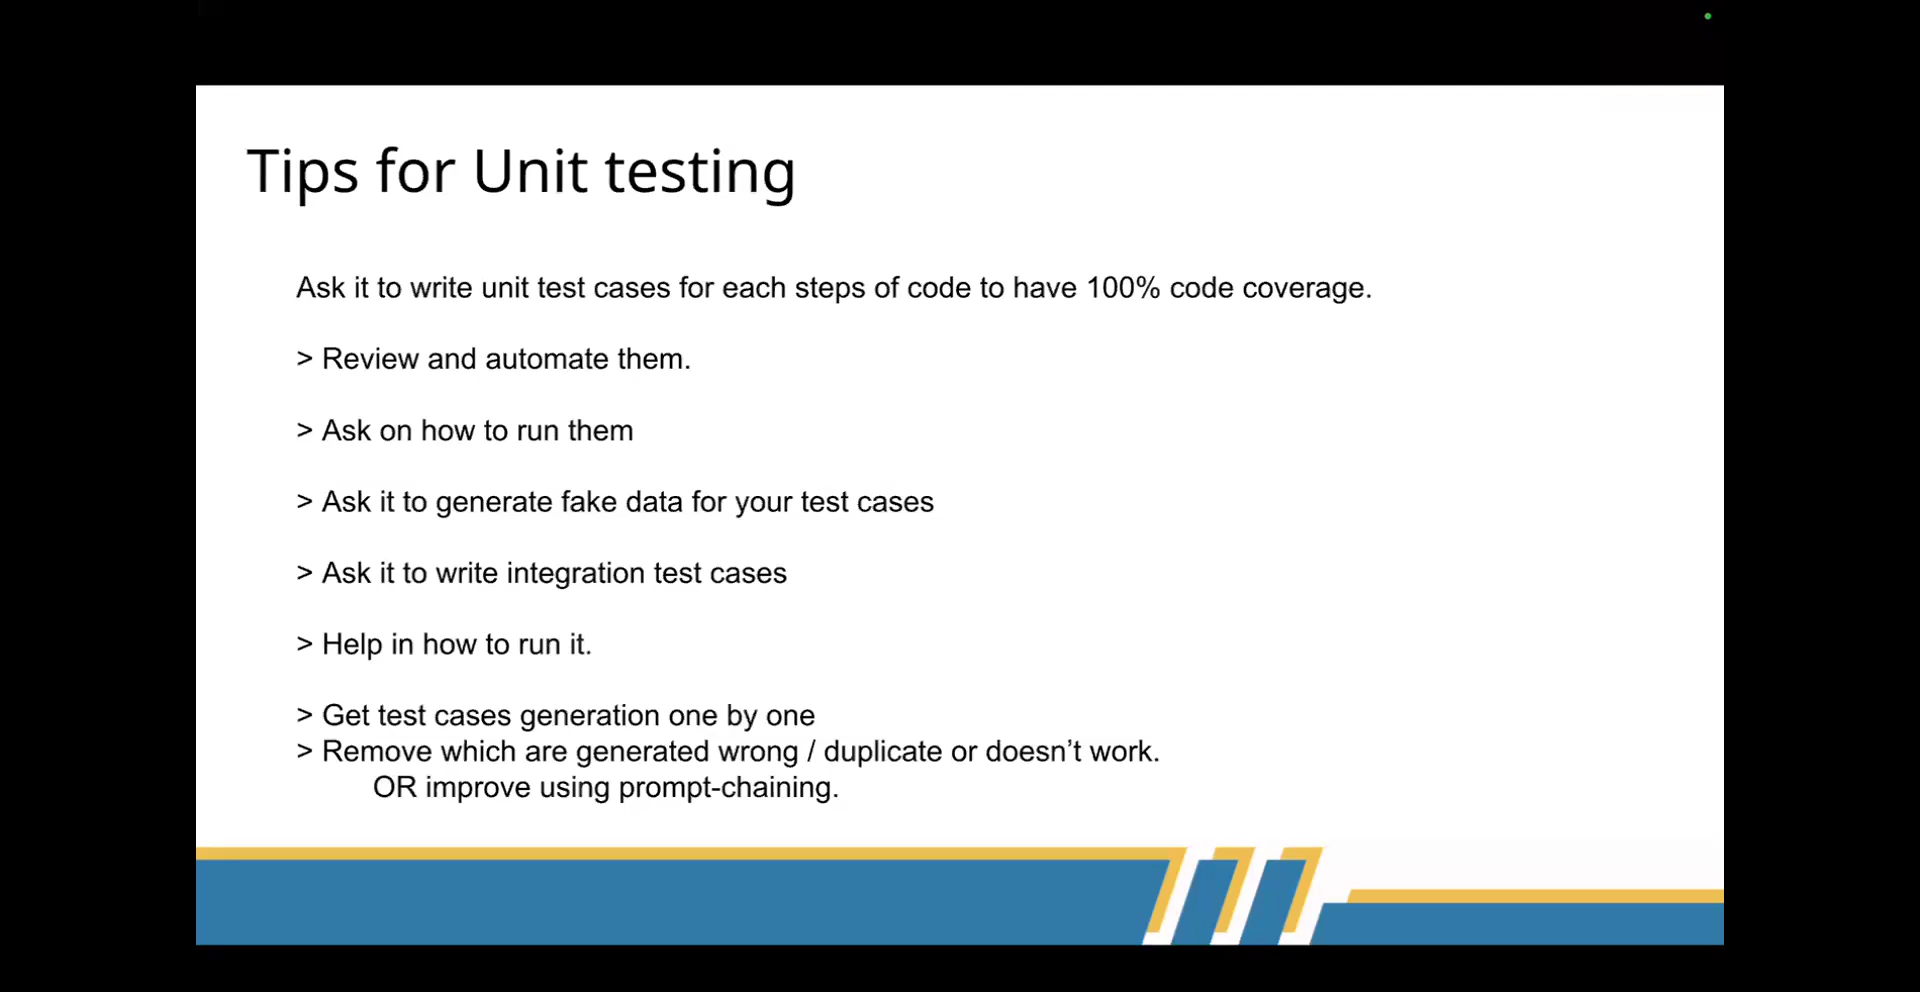 Tips for Unit testing
Ask it to write unit test cases for each steps of code to have 100% code coverage.
> Review and automate them.
> Ask on how to run them
> Ask it to generate fake data for your test cases
> Ask it to write integration test cases
> Help in how to run it.
> Get test cases generation one by one
> Remove which are generated wrong / duplicate or doesn’t work.
OR improve using prompt-chaining.